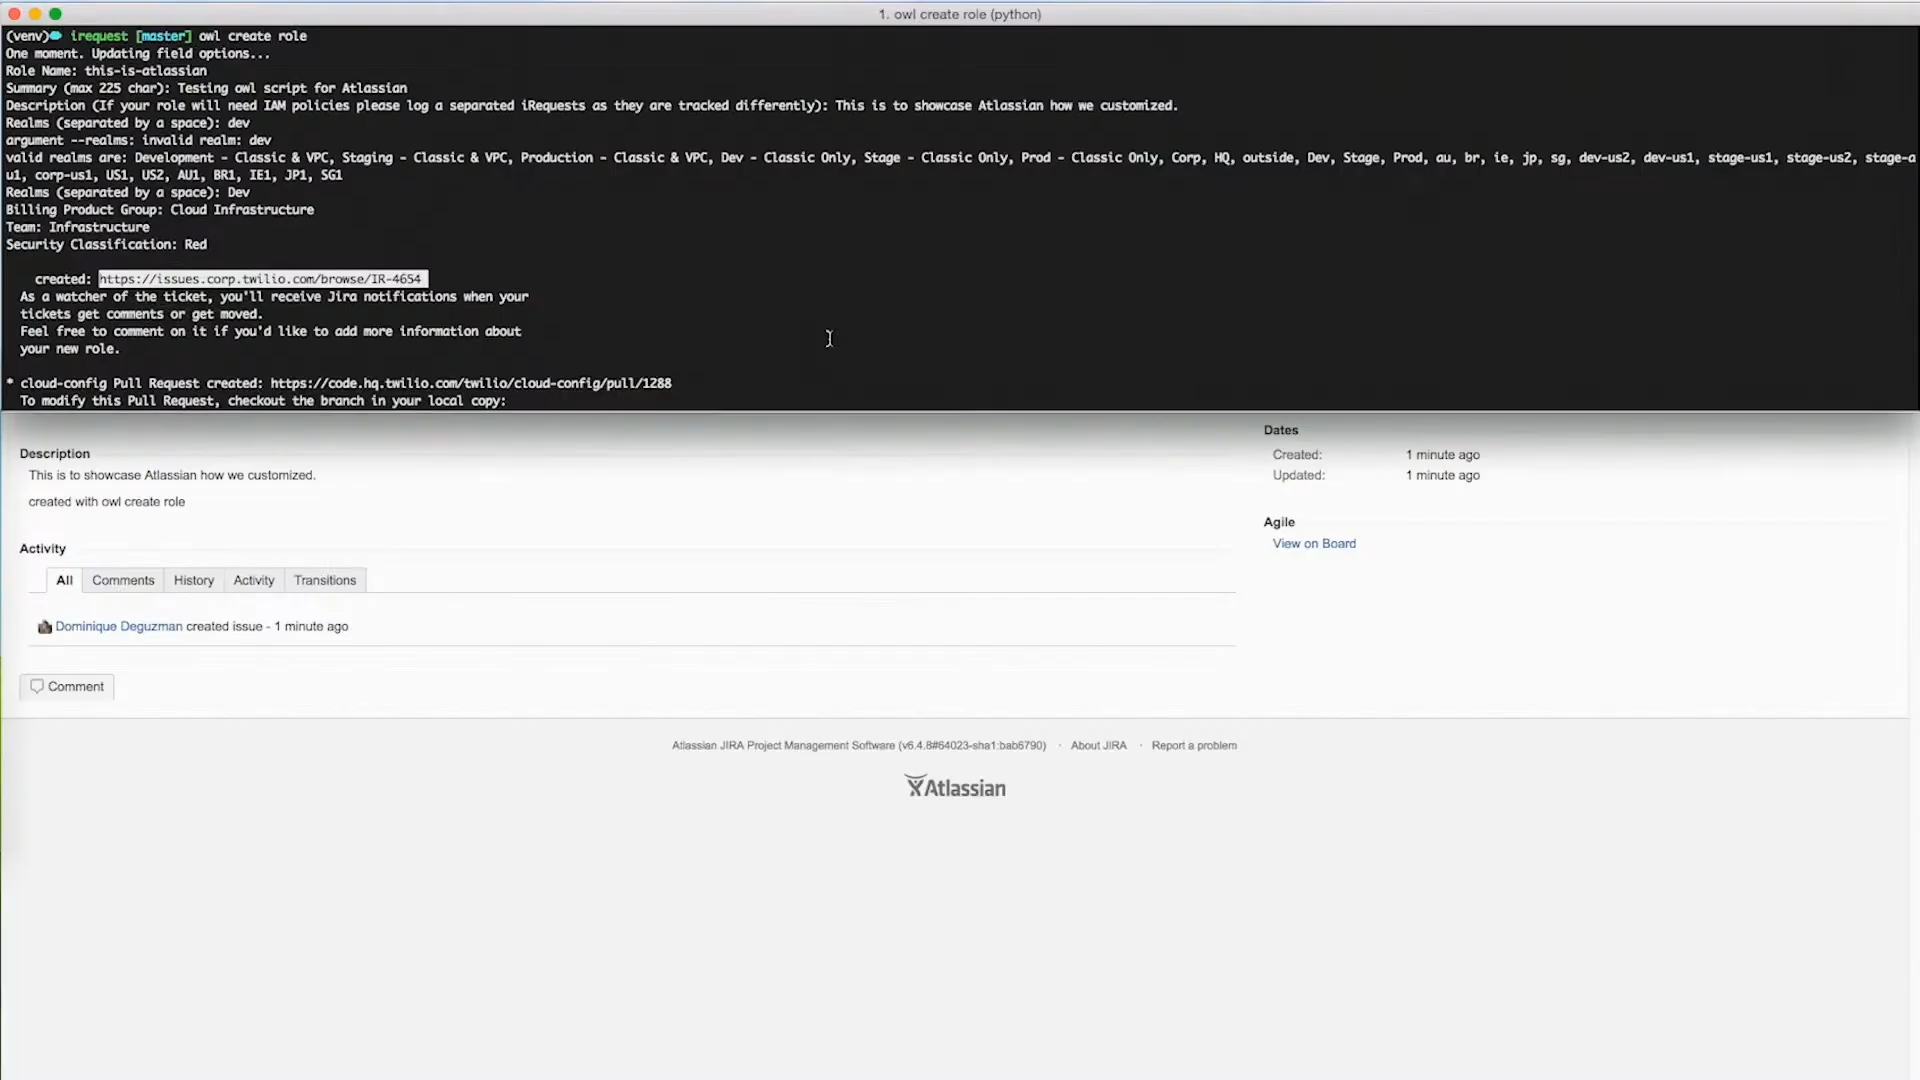 1. owl create role (python)
(venv) irequest [master] owl create role
One moment. Updating field options...
Role Name: this-is-atlassian
Summary (max 225 char): Testing owl script for Atlassian
Description (If your role will need IAM policies please log a separated iRequests as they are tracked differently): This is to showcase Atlassian how we customized.
Realms (separated by a space): dev
argument --realms: invalid realm: dev
valid realms are: Development - Classic & VPC, Staging - Classic & VPC, Production - Classic & VPC, Dev - Classic Only, Stage - Classic Only, Prod - Classic Only, Corp, HQ, outside, Dev, Stage, Prod, au, br, ie, jp, sg, dev-us2, dev-us1, stage-us1, stage-us2, stage-a
u1, corp-us1, US1, US2, AU1, BR1, IE1, JP1, SG1
Realms (separated by a space): Dev
Billing Product Group: Cloud Infrastructure
Team: Infrastructure
Security Classification: Red
created: https://issues.corp.twilio.com/browse/IR-4654
As a watcher of the ticket, you'll receive Jira notifications when your
tickets get comments or get moved.
Feel free to comment on it if you'd like to add more information about
your new role.
* cloud-config Pull Request created: https://code.hq.twilio.com/twilio/cloud-config/pull/1288
To modify this Pull Request, checkout the branch in your local copy:
Dates
Created: 1 minute ago
Updated: 1 minute ago
Agile
View on Board
Description
This is to showcase Atlassian how we customized.
created with owl create role
Activity
All Comments History Activity Transitions
Dominique Deguzman created issue - 1 minute ago
Comment
Atlassian JIRA Project Management Software (v6.4.8#64023-sha1:bab6790) · About JIRA · Report a problem
Atlassian